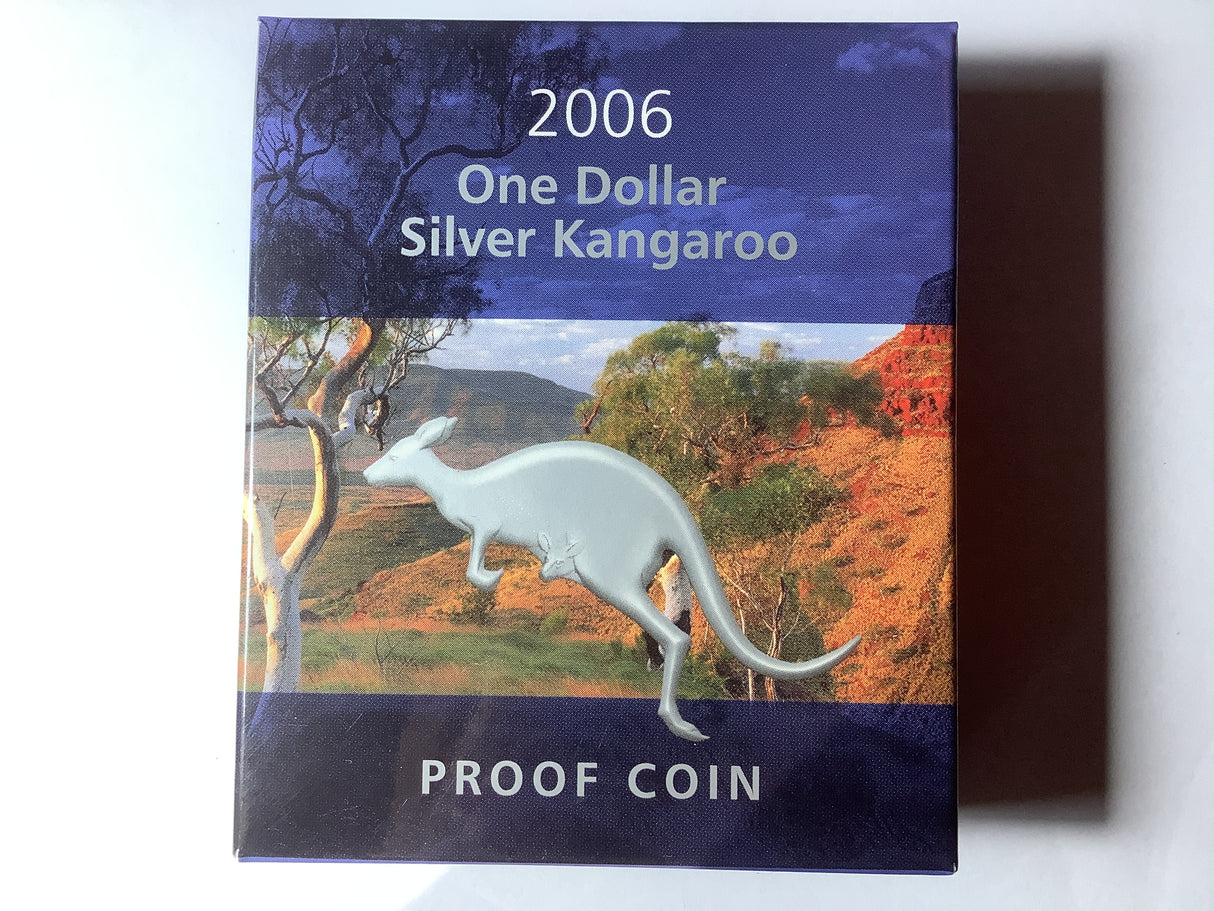 2006
One Dollar
Silver Kangaroo
PROOF COIN